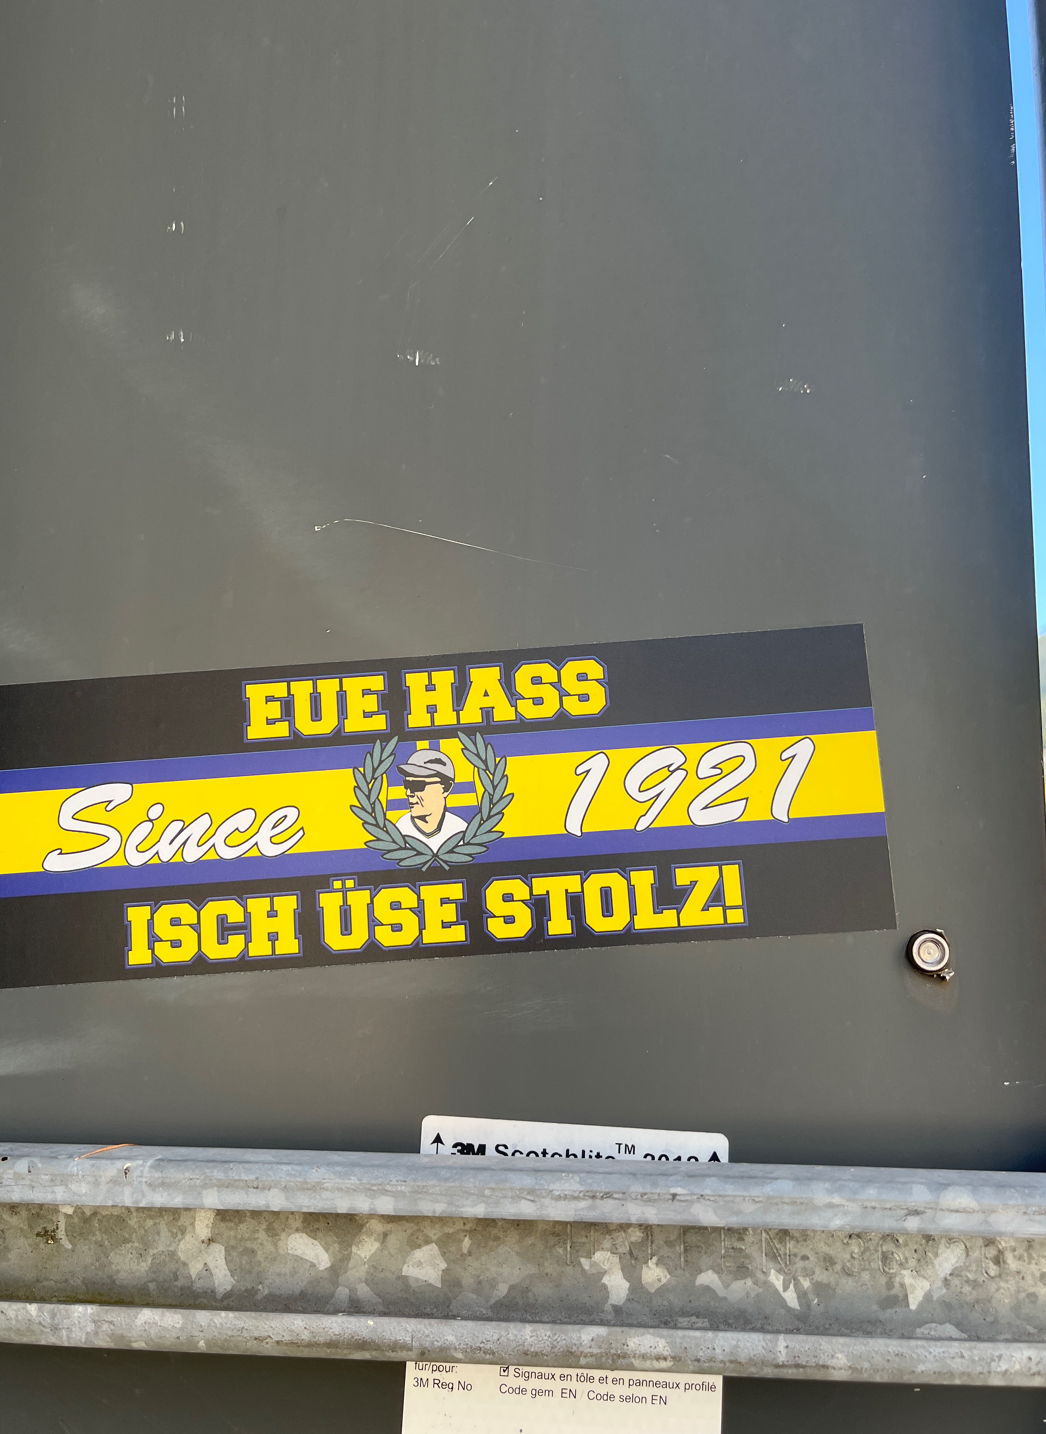 EUE HASS
Since 1921
ISCH ÜSE STOLZ!
3M Scotchlite™
für/pour:
3M Reg No
☑ Signaux en tôle et en panneaux profilé
Code gem. EN / Code selon EN